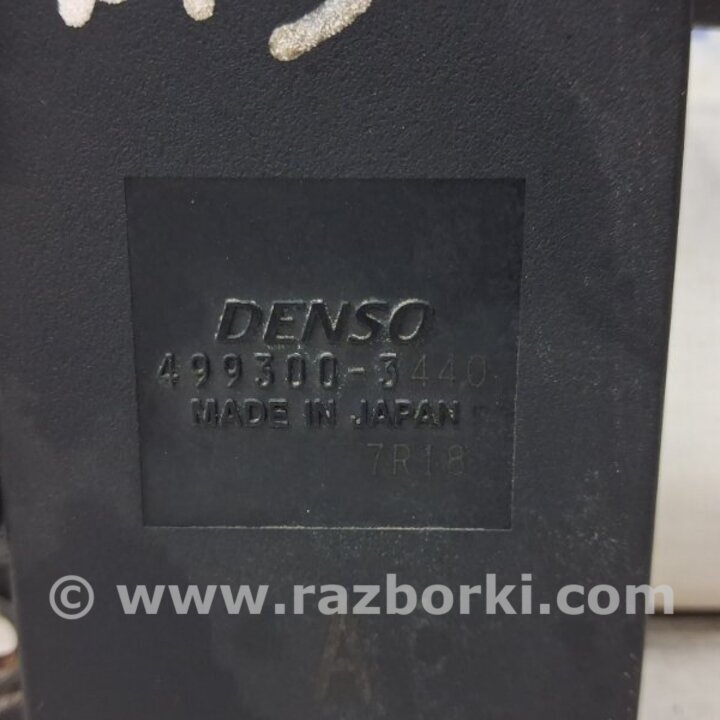 DENSO
499300-3440
MADE IN JAPAN
7R18
© www.razborki.com
A